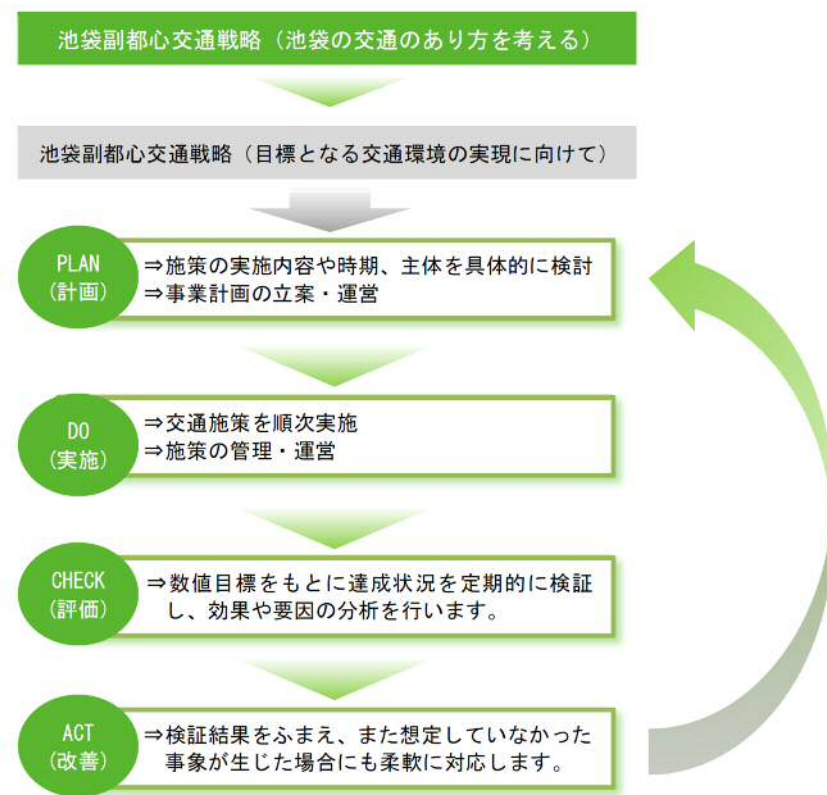 池袋副都心交通戦略（池袋の交通のあり方を考える）
池袋副都心交通戦略（目標となる交通環境の実現に向けて）
PLAN
(計画)
⇒施策の実施内容や時期、主体を具体的に検討
⇒事業計画の立案・運営
DO
(実施)
⇒交通施策を順次実施
⇒施策の管理・運営
CHECK
(評価)
⇒数値目標をもとに達成状況を定期的に検証
し、効果や要因の分析を行います。
ACT
(改善)
⇒検証結果をふまえ、また想定していなかった
事象が生じた場合にも柔軟に対応します。